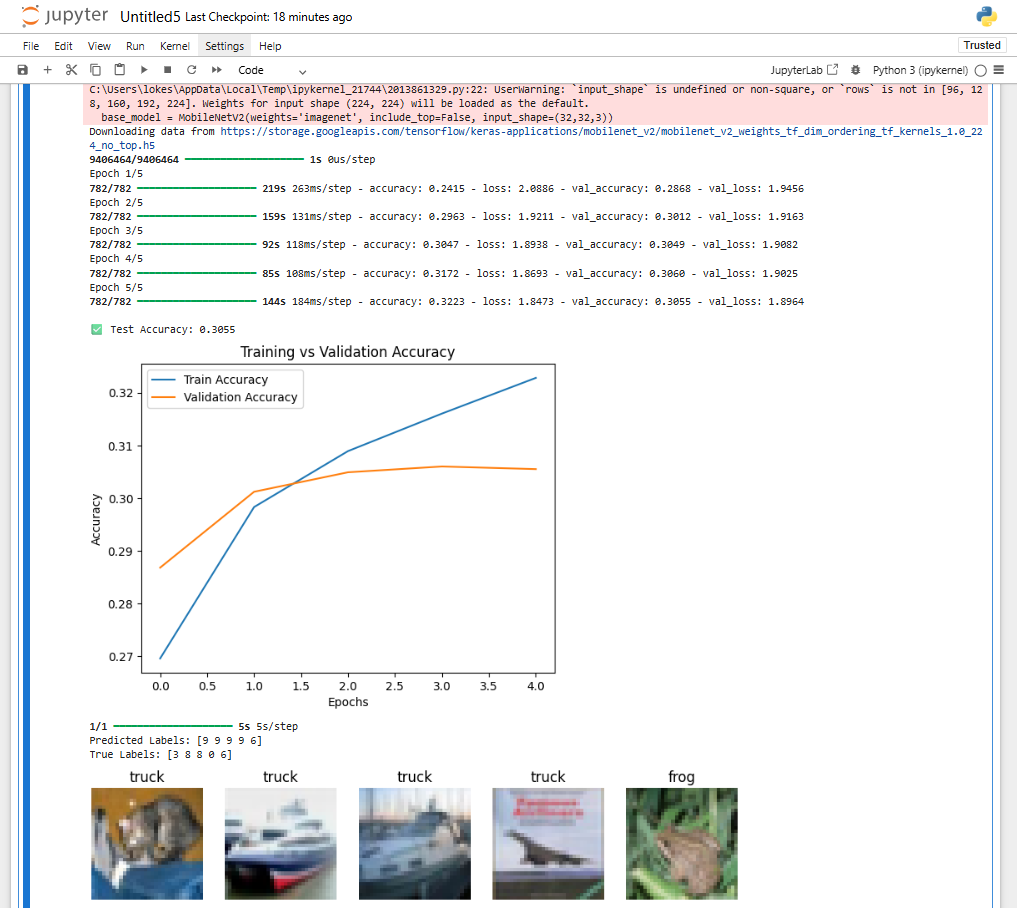 jupyter Untitled5 Last Checkpoint: 18 minutes ago
File Edit View Run Kernel Settings Help
Trusted
Code
JupyterLab
Python 3 (ipykernel)
C:\Users\lokes\AppData\Local\Temp\ipykernel_21744\2013861329.py:22: UserWarning: `input_shape` is undefined or non-square, or `rows` is not in [96, 12
8, 160, 192, 224]. Weights for input shape (224, 224) will be loaded as the default.
base_model = MobileNetV2(weights='imagenet', include_top=False, input_shape=(32,32,3))
Downloading data from https://storage.googleapis.com/tensorflow/keras-applications/mobilenet_v2/mobilenet_v2_weights_tf_dim_ordering_tf_kernels_1.0_22
4_no_top.h5
9406464/9406464 1s 0us/step
Epoch 1/5
782/782 219s 263ms/step - accuracy: 0.2415 - loss: 2.0886 - val_accuracy: 0.2868 - val_loss: 1.9456
Epoch 2/5
782/782 159s 131ms/step - accuracy: 0.2963 - loss: 1.9211 - val_accuracy: 0.3012 - val_loss: 1.9163
Epoch 3/5
782/782 92s 118ms/step - accuracy: 0.3047 - loss: 1.8938 - val_accuracy: 0.3049 - val_loss: 1.9082
Epoch 4/5
782/782 85s 108ms/step - accuracy: 0.3172 - loss: 1.8693 - val_accuracy: 0.3060 - val_loss: 1.9025
Epoch 5/5
782/782 144s 184ms/step - accuracy: 0.3223 - loss: 1.8473 - val_accuracy: 0.3055 - val_loss: 1.8964
Test Accuracy: 0.3055
Training vs Validation Accuracy
Train Accuracy
Validation Accuracy
0.32
0.31
0.30
0.29
0.28
0.27
Accuracy
0.0 0.5 1.0 1.5 2.0 2.5 3.0 3.5 4.0
Epochs
1/1 5s 5s/step
Predicted Labels: [9 9 9 9 6]
True Labels: [3 8 8 0 6]
truck truck truck truck frog